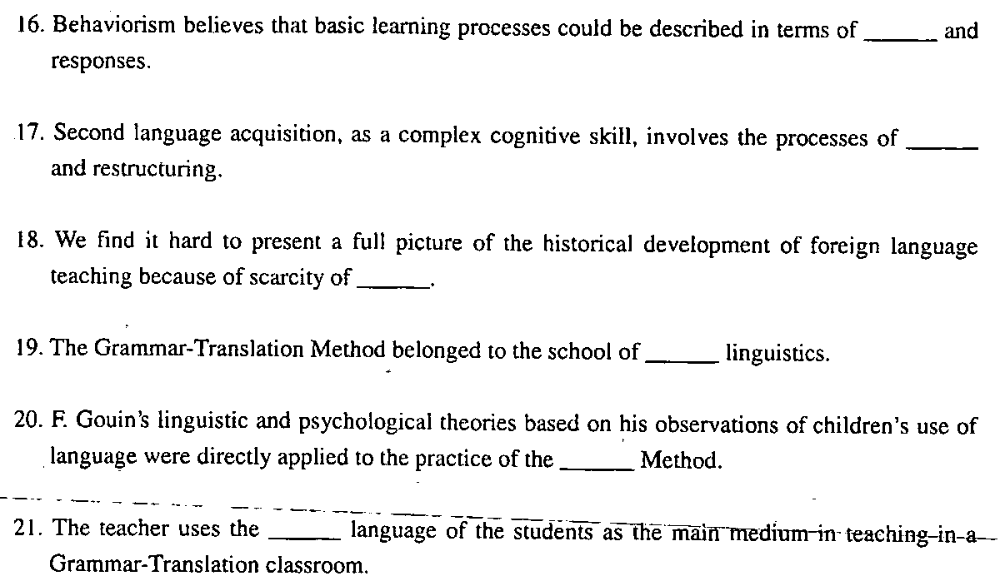 16. Behaviorism believes that basic learning processes could be described in terms of ______ and
responses.
17. Second language acquisition, as a complex cognitive skill, involves the processes of ______
and restructuring.
18. We find it hard to present a full picture of the historical development of foreign language
teaching because of scarcity of ______.
19. The Grammar-Translation Method belonged to the school of ______ linguistics.
20. F. Gouin's linguistic and psychological theories based on his observations of children's use of
language were directly applied to the practice of the ______ Method.
21. The teacher uses the ______ language of the students as the main medium in teaching in a
Grammar-Translation classroom.